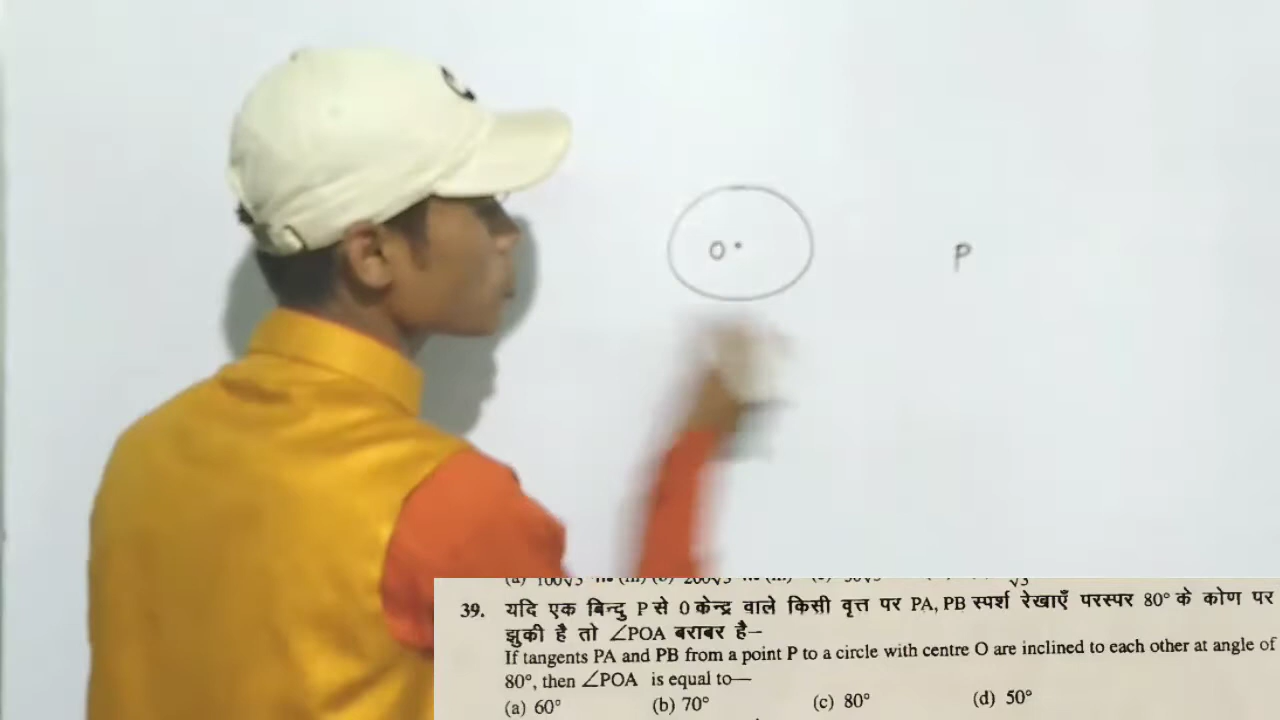 O
P
39. यदि एक बिन्दु P से O केन्द्र वाले किसी वृत्त पर PA, PB स्पर्श रेखाएँ परस्पर 80° के कोण पर
झुकी है तो ∠POA बराबर है—
If tangents PA and PB from a point P to a circle with centre O are inclined to each other at angle of
80°, then ∠POA is equal to—
(a) 60° (b) 70° (c) 80° (d) 50°